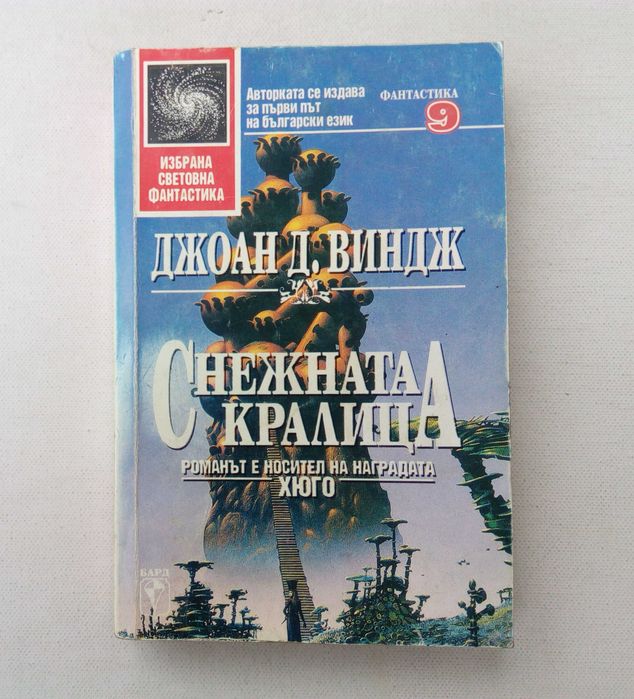 ИЗБРАНА
СВЕТОВНА
ФАНТАСТИКА
Авторката се издава
за първи път
на български език
ФАНТАСТИКА
9
ДЖОАН Д. ВИНДЖ
СНЕЖНАТА
КРАЛИЦА
РОМАНЪТ Е НОСИТЕЛ НА НАГРАДАТА
ХЮГО
БАРД